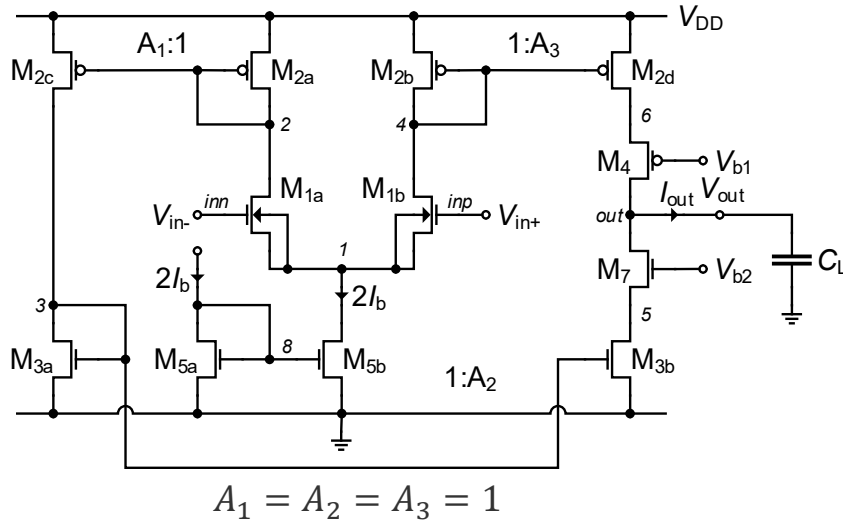 V_DD
A_1:1
1:A_3
M_2c
M_2a
M_2b
M_2d
2
4
6
M_4
V_b1
M_1a
M_1b
V_in-
inn
inp
V_in+
out
I_out
V_out
C_L
1
2I_b
2I_b
M_7
V_b2
3
5
M_3a
M_5a
8
M_5b
M_3b
1:A_2
A_1 = A_2 = A_3 = 1